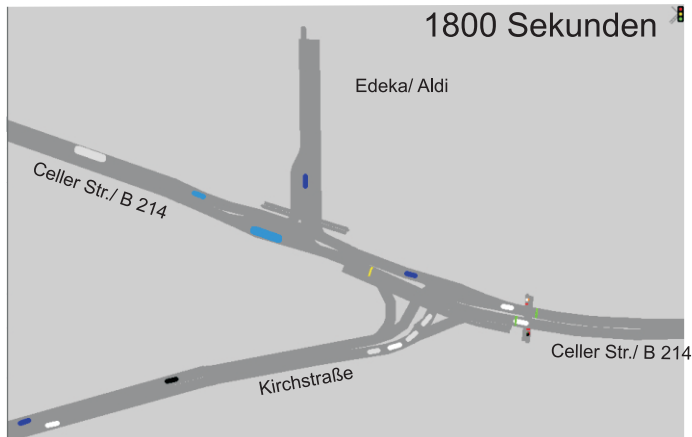 1800 Sekunden
Edeka/ Aldi
Celler Str./ B 214
Kirchstraße
Celler Str./ B 214